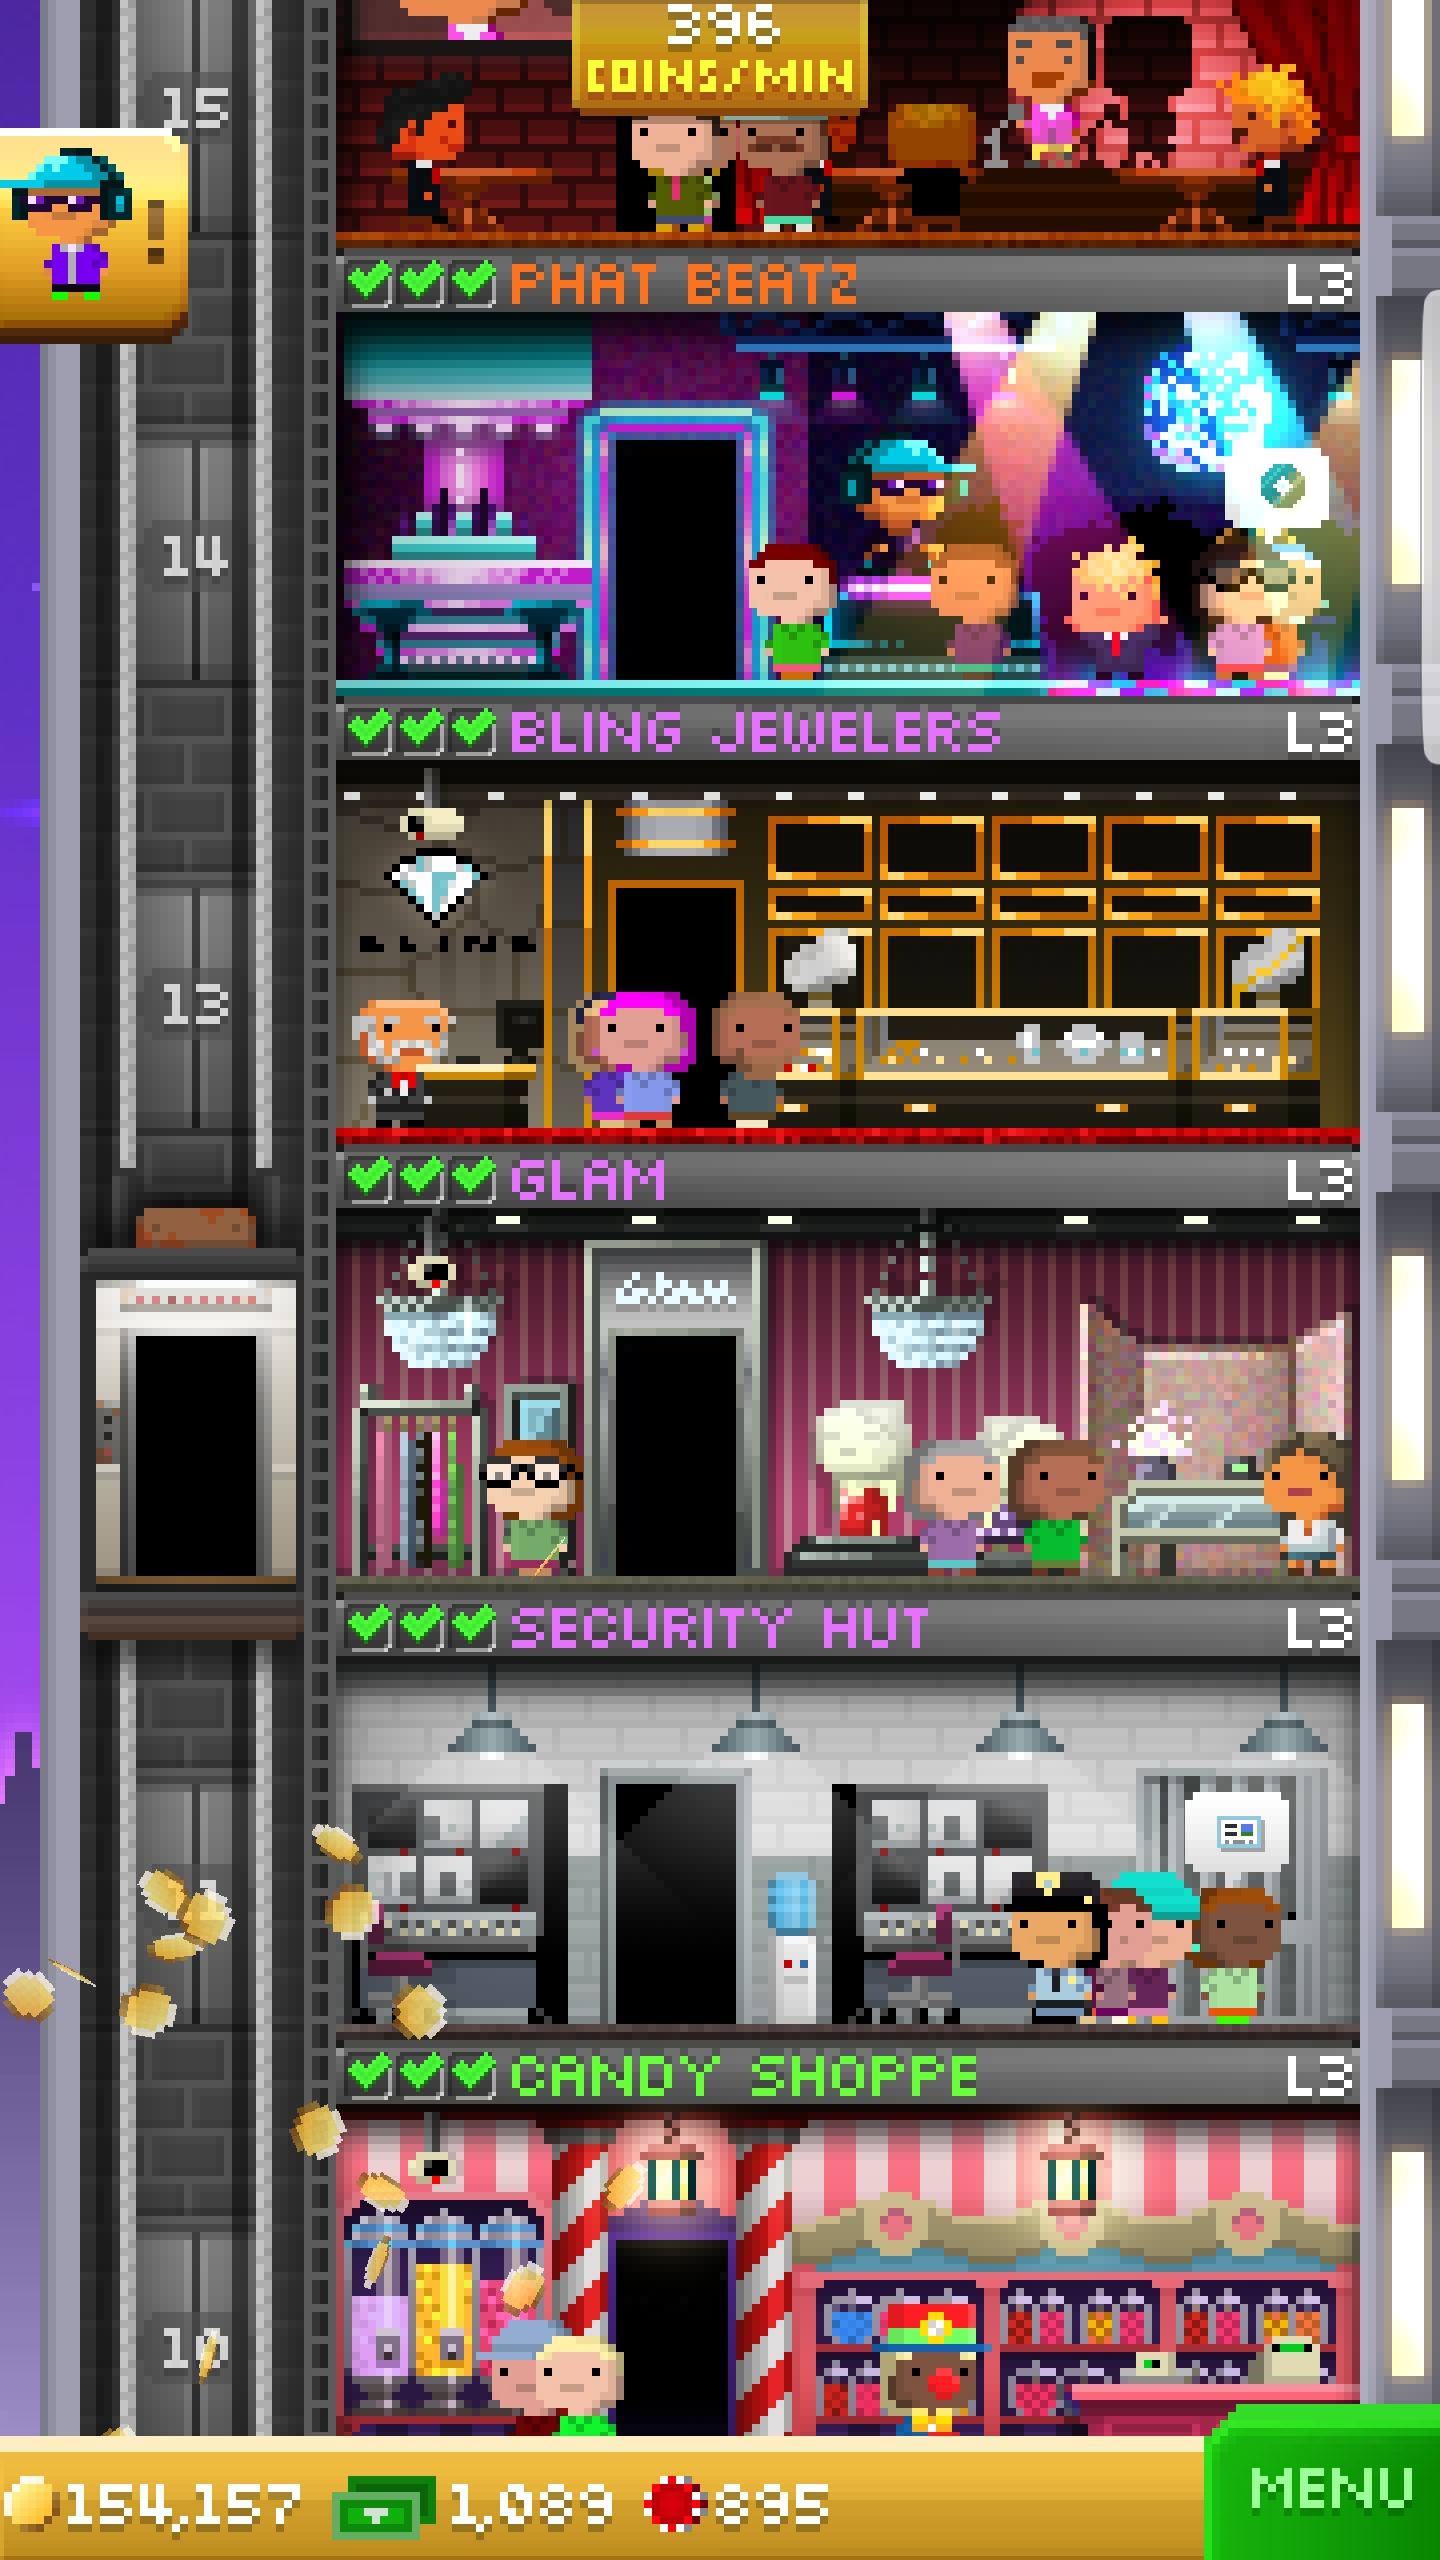 396
COINS/MIN
15
!
PHAT BEATZ
L3
14
BLING JEWELERS
L3
BLING
13
GLAM
L3
Glam
SECURITY HUT
L3
CANDY SHOPPE
L3
10
154,157
1,089
895
MENU